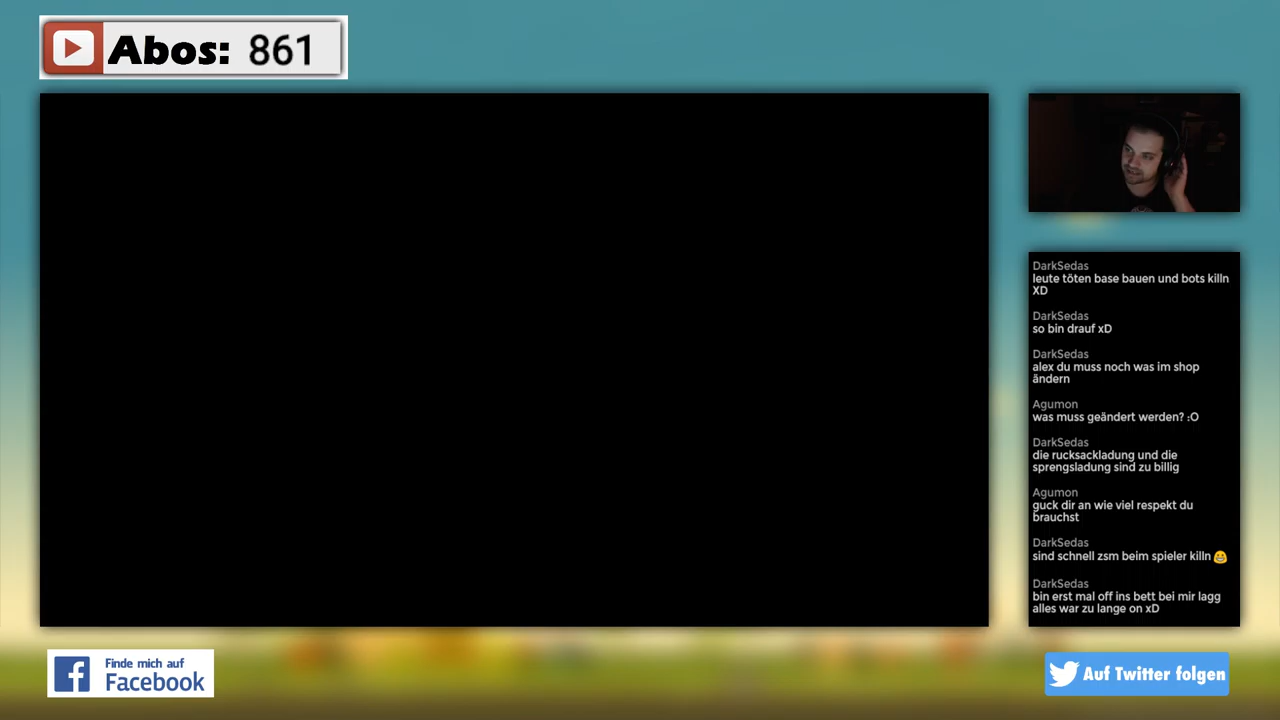 Abos: 861
DarkSedas
leute töten base bauen und bots killn
XD
DarkSedas
so bin drauf xD
DarkSedas
alex du muss noch was im shop
ändern
Agumon
was muss geändert werden? :O
DarkSedas
die rucksackladung und die
sprengsladung sind zu billig
Agumon
guck dir an wie viel respekt du
brauchst
DarkSedas
sind schnell zsm beim spieler killn 😁
DarkSedas
bin erst mal off ins bett bei mir lagg
alles war zu lange on xD
Finde mich auf
Facebook
Auf Twitter folgen